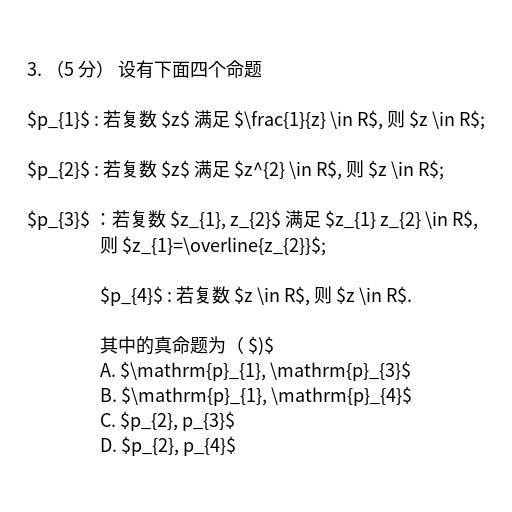 3. （5 分） 设有下面四个命题
$p_{1}$ : 若复数 $z$ 满足 $\frac{1}{z} \in R$, 则 $z \in R$;
$p_{2}$ : 若复数 $z$ 满足 $z^{2} \in R$, 则 $z \in R$;
$p_{3}$ ：若复数 $z_{1}, z_{2}$ 满足 $z_{1} z_{2} \in R$,
则 $z_{1}=\overline{z_{2}}$;
$p_{4}$ : 若复数 $z \in R$, 则 $z \in R$.
其中的真命题为（ $)$
A. $\mathrm{p}_{1}, \mathrm{p}_{3}$
B. $\mathrm{p}_{1}, \mathrm{p}_{4}$
C. $p_{2}, p_{3}$
D. $p_{2}, p_{4}$